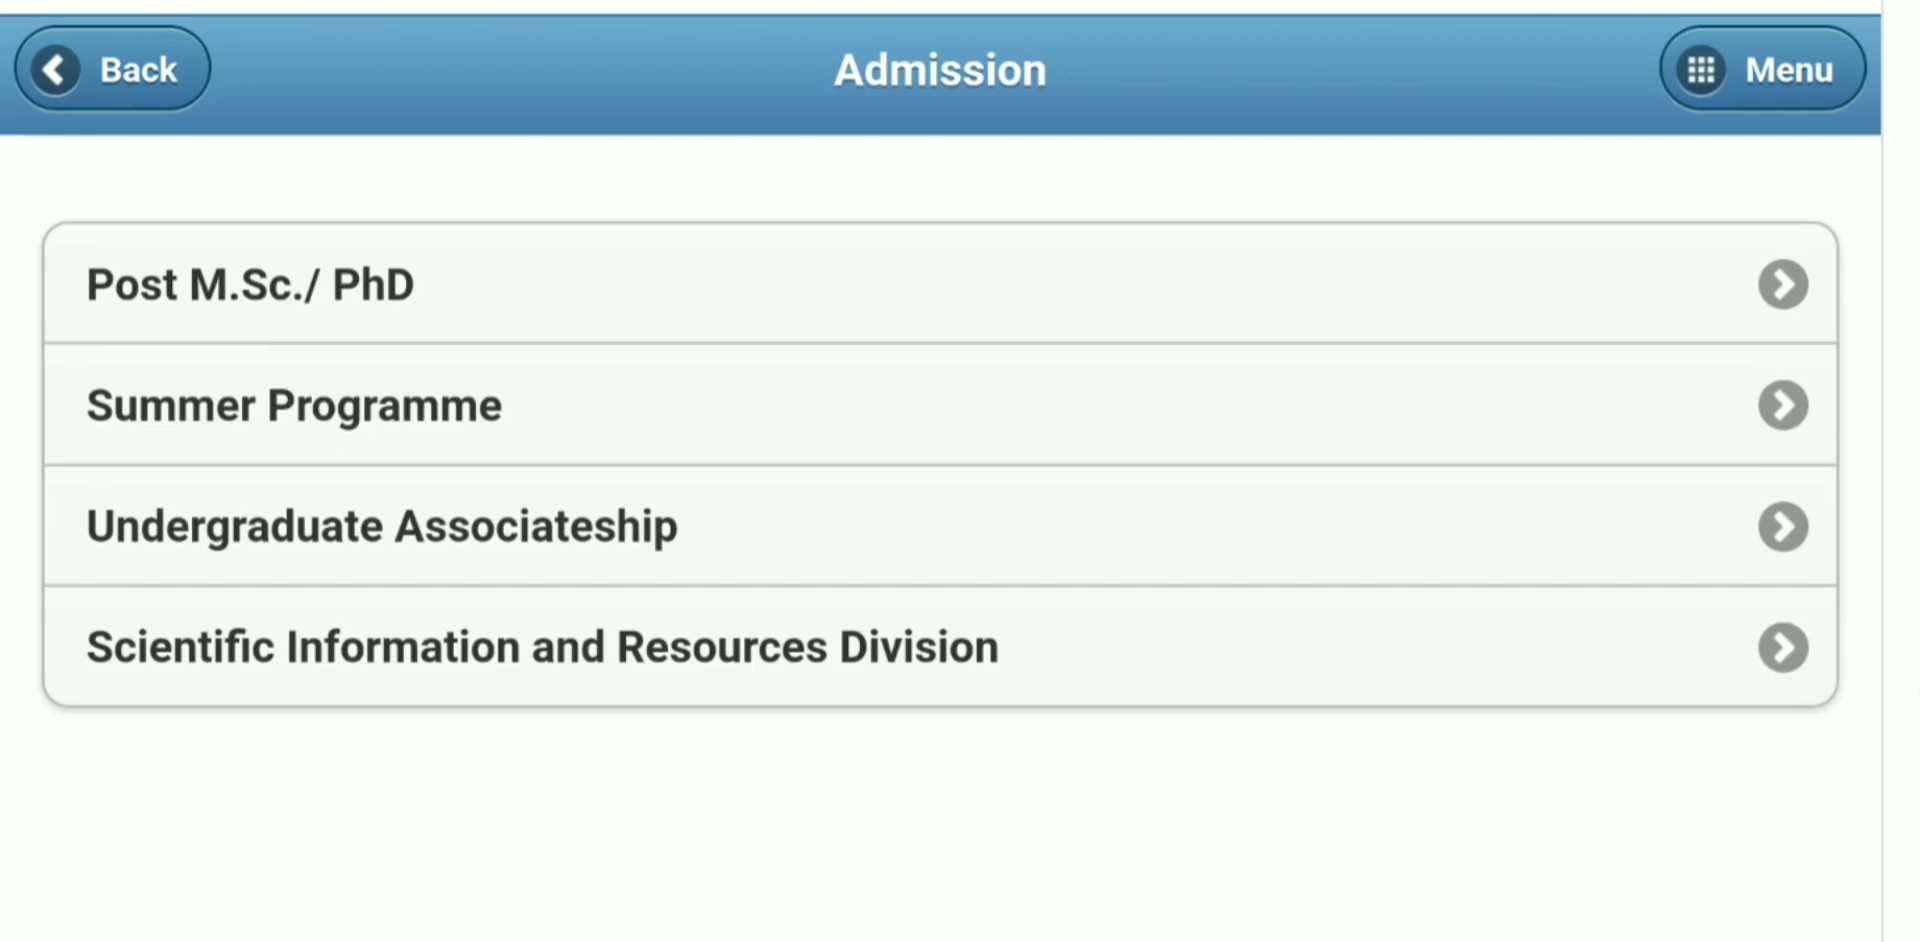 Back
Admission
Menu
Post M.Sc./ PhD
Summer Programme
Undergraduate Associateship
Scientific Information and Resources Division